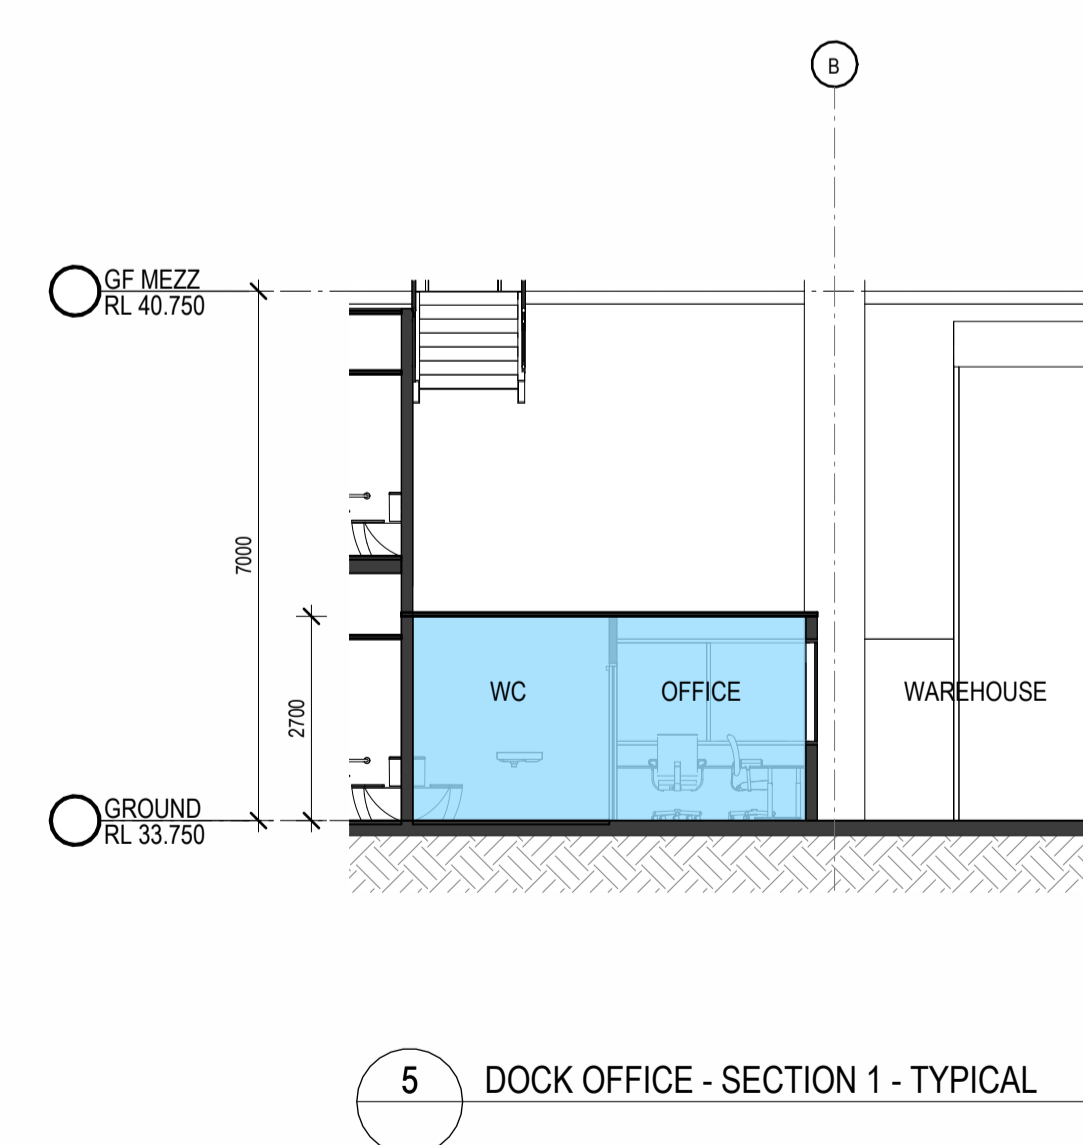 B
GF MEZZ
RL 40.750
7000
2700
WC
OFFICE
WAREHOUSE
GROUND
RL 33.750
5
DOCK OFFICE - SECTION 1 - TYPICAL